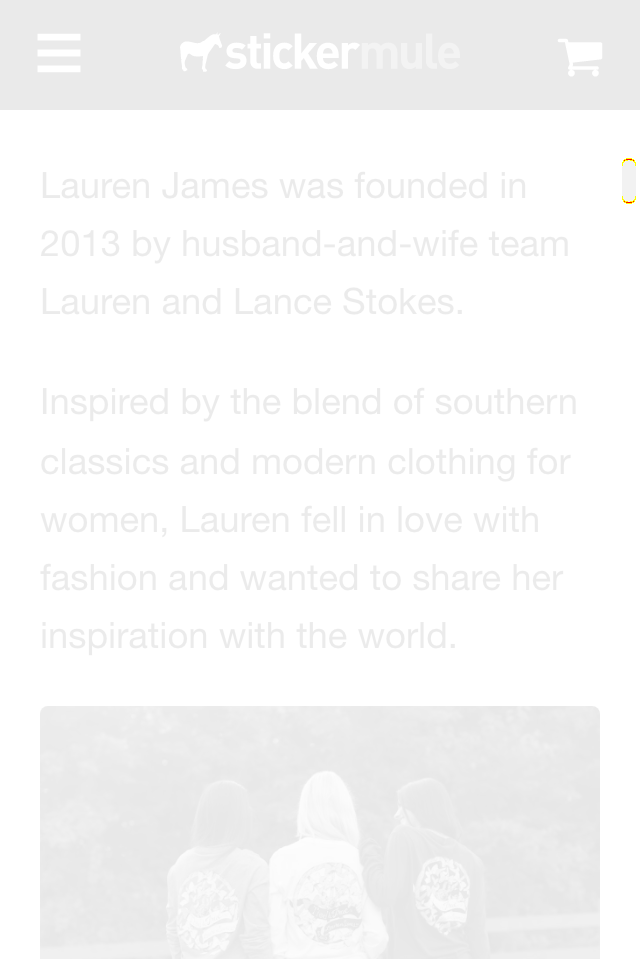 stickermule
Lauren James was founded in
2013 by husband-and-wife team
Lauren and Lance Stokes.
Inspired by the blend of southern
classics and modern clothing for
women, Lauren fell in love with
fashion and wanted to share her
inspiration with the world.